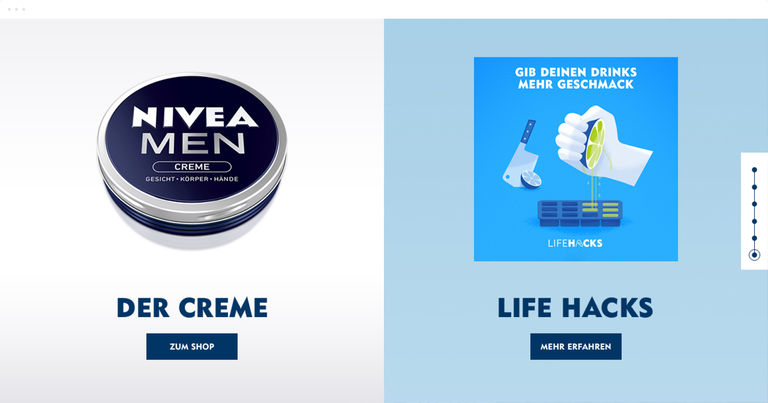 NIVEA
MEN
CREME
GESICHT • KÖRPER • HÄNDE
DER CREME
ZUM SHOP
GIB DEINEN DRINKS
MEHR GESCHMACK
LIFEHACKS
LIFE HACKS
MEHR ERFAHREN